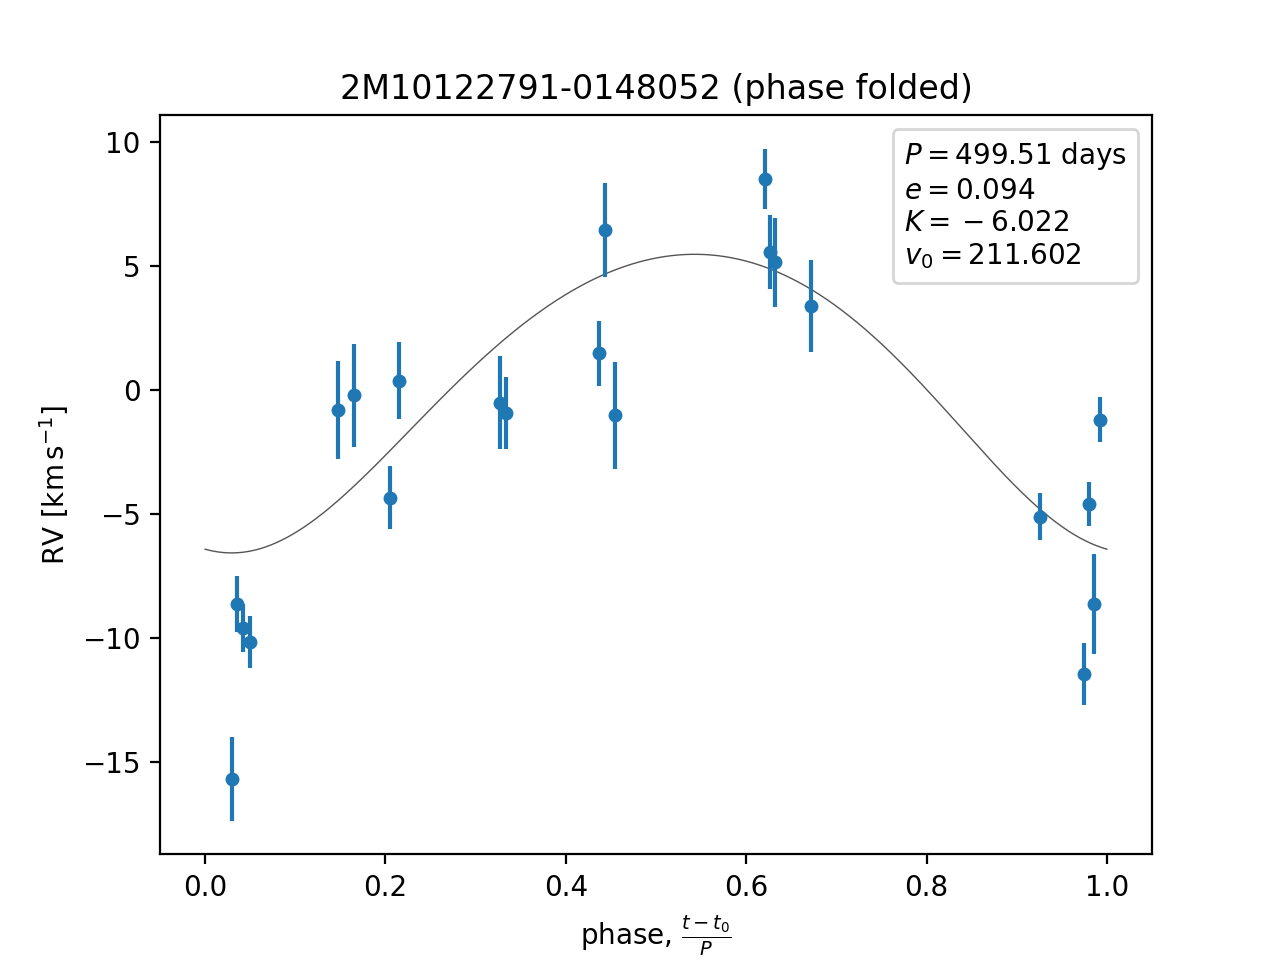 2M10122791-0148052 (phase folded)
P = 499.51 days
e = 0.094
K = −6.022
v₀ = 211.602
10
5
0
−5
−10
−15
RV [km s⁻¹]
0.0 0.2 0.4 0.6 0.8 1.0
phase, (t − t₀)/P